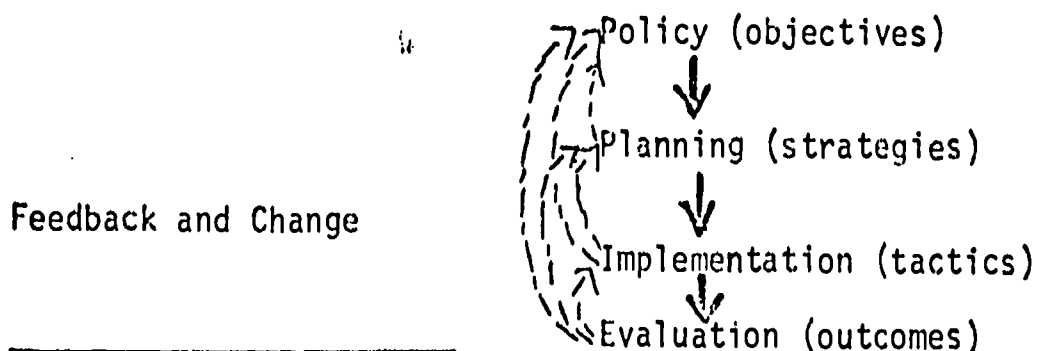 Policy (objectives)
Planning (strategies)
Feedback and Change
Implementation (tactics)
Evaluation (outcomes)